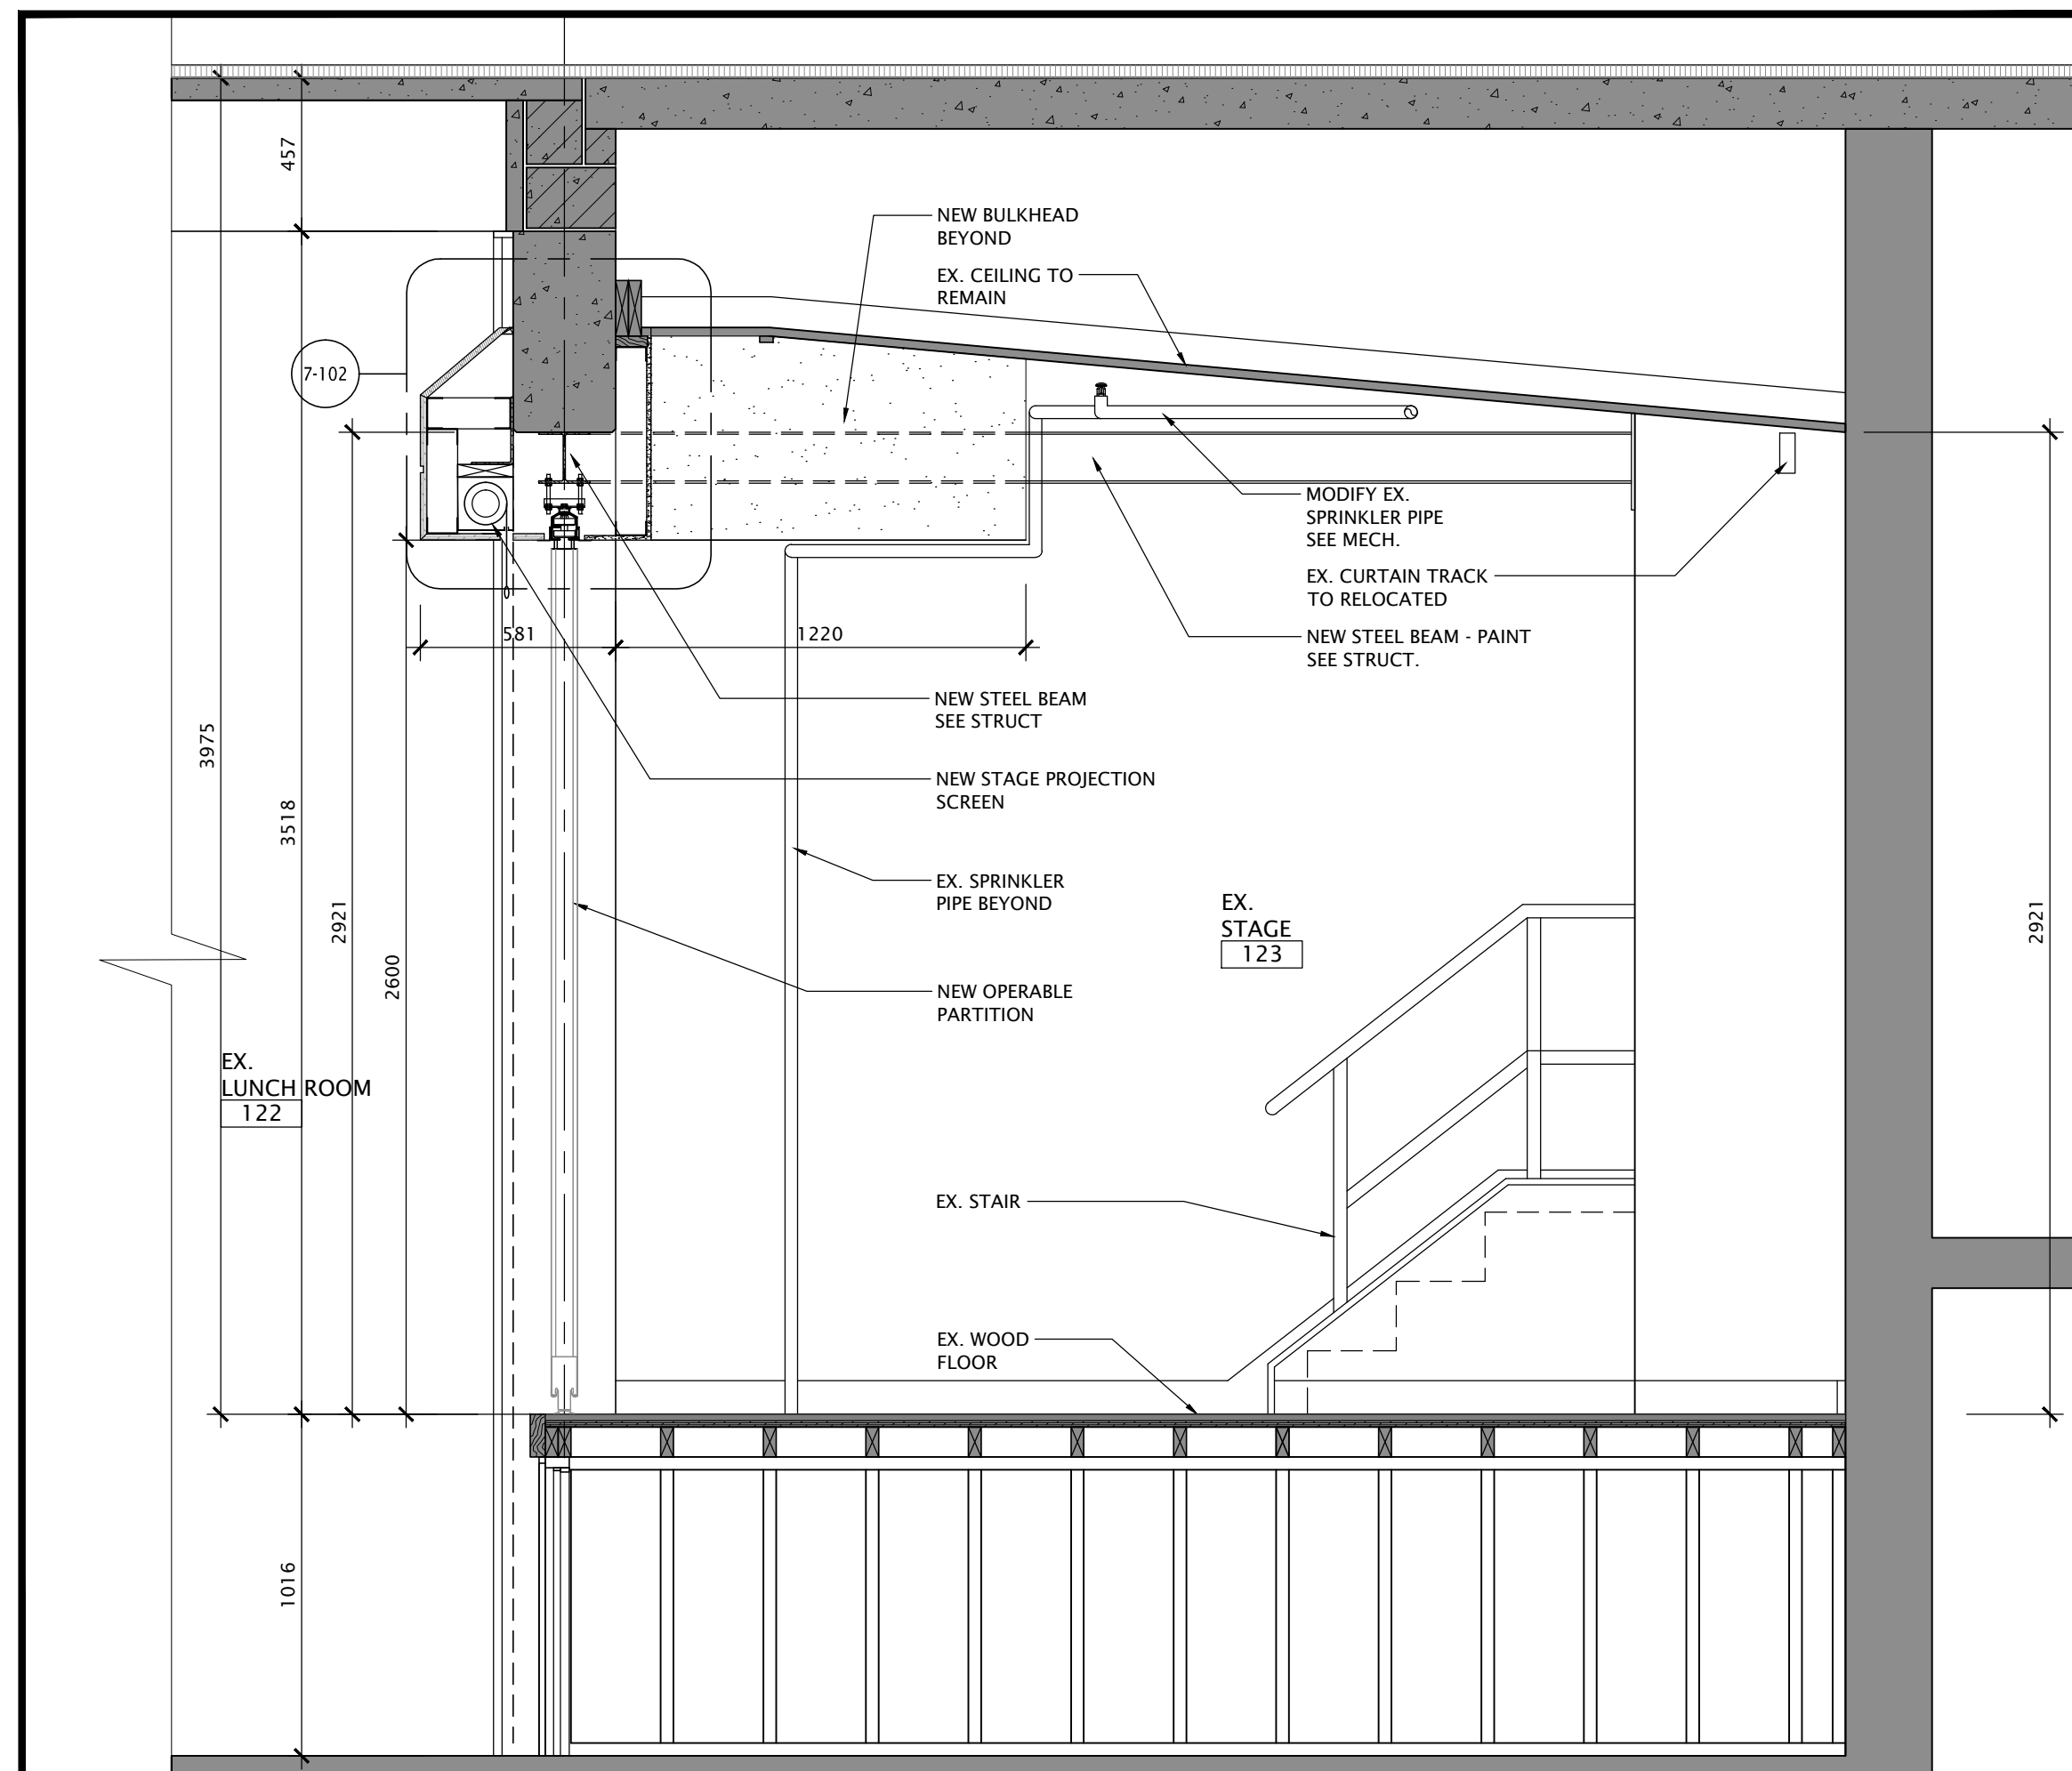 457
NEW BULKHEAD
BEYOND
EX. CEILING TO
REMAIN
7-102
MODIFY EX.
SPRINKLER PIPE
SEE MECH.
EX. CURTAIN TRACK
TO RELOCATED
NEW STEEL BEAM - PAINT
SEE STRUCT.
581
1220
NEW STEEL BEAM
SEE STRUCT
3975
NEW STAGE PROJECTION
SCREEN
3518
EX. SPRINKLER
PIPE BEYOND
EX.
STAGE
123
2921
2921
2600
NEW OPERABLE
PARTITION
EX.
LUNCH ROOM
122
EX. STAIR
EX. WOOD
FLOOR
1016